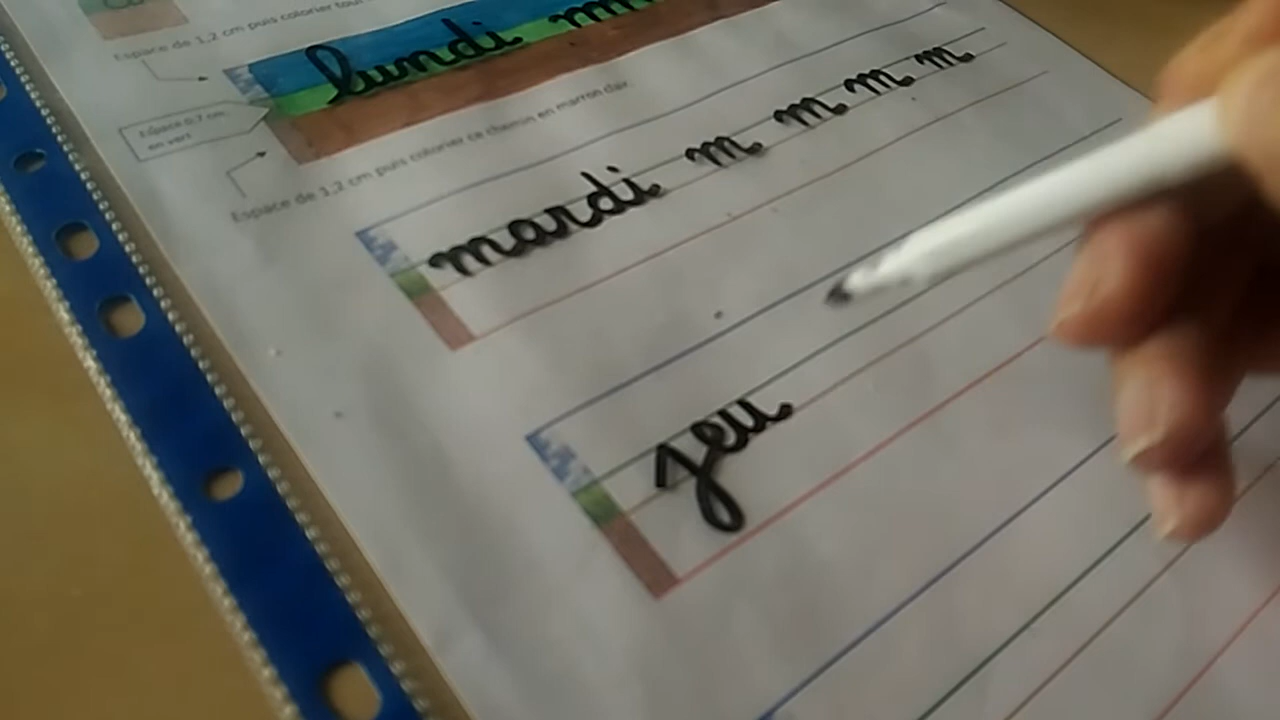 Espace de 1,2 cm puis colorier tout
lundi m
Espace 0,7 cm
en vert
Espace de 1,2 cm puis colorier ce chemin en marron clair.
mardi m m m m
jeu